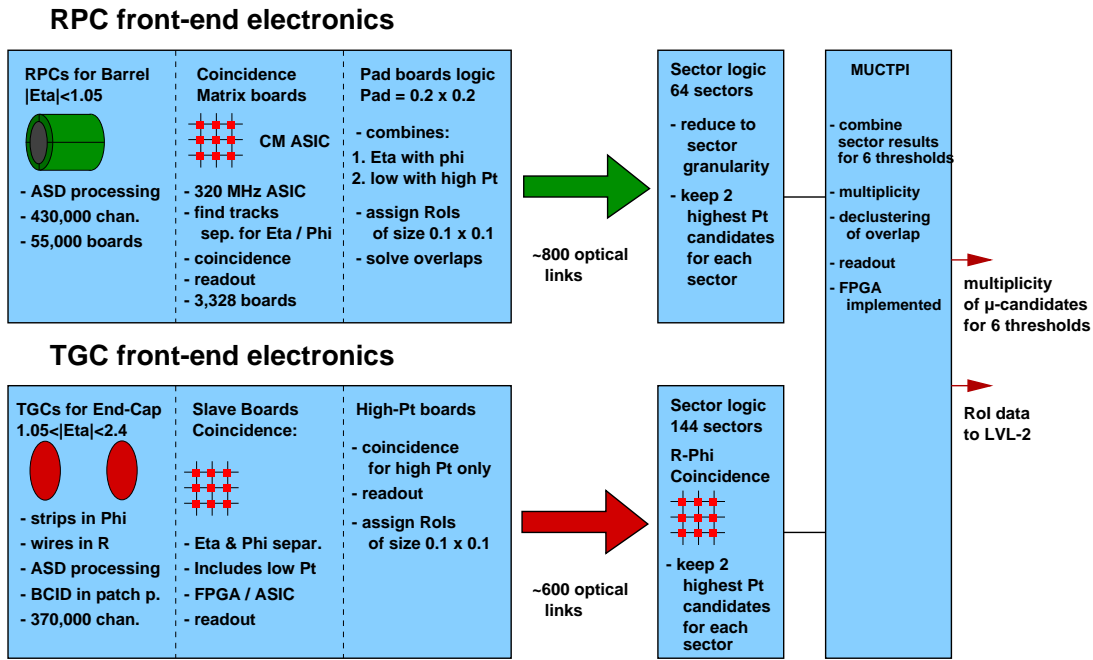 RPC front-end electronics
RPCs for Barrel
|Eta|<1.05
- ASD processing
- 430,000 chan.
- 55,000 boards
Coincidence
Matrix boards
CM ASIC
- 320 MHz ASIC
- find tracks
sep. for Eta / Phi
- coincidence
- readout
- 3,328 boards
Pad boards logic
Pad = 0.2 x 0.2
- combines:
1. Eta with phi
2. low with high Pt
- assign RoIs
of size 0.1 x 0.1
- solve overlaps
~800 optical
links
Sector logic
64 sectors
- reduce to
sector
granularity
- keep 2
highest Pt
candidates
for each
sector
MUCTPI
- combine
sector results
for 6 thresholds
- multiplicity
- declustering
of overlap
- readout
- FPGA
implemented
multiplicity
of μ-candidates
for 6 thresholds
RoI data
to LVL-2
TGC front-end electronics
TGCs for End-Cap
1.05<|Eta|<2.4
- strips in Phi
- wires in R
- ASD processing
- BCID in patch p.
- 370,000 chan.
Slave Boards
Coincidence:
- Eta & Phi separ.
- Includes low Pt
- FPGA / ASIC
- readout
High-Pt boards
- coincidence
for high Pt only
- readout
- assign RoIs
of size 0.1 x 0.1
~600 optical
links
Sector logic
144 sectors
R-Phi
Coincidence
- keep 2
highest Pt
candidates
for each
sector